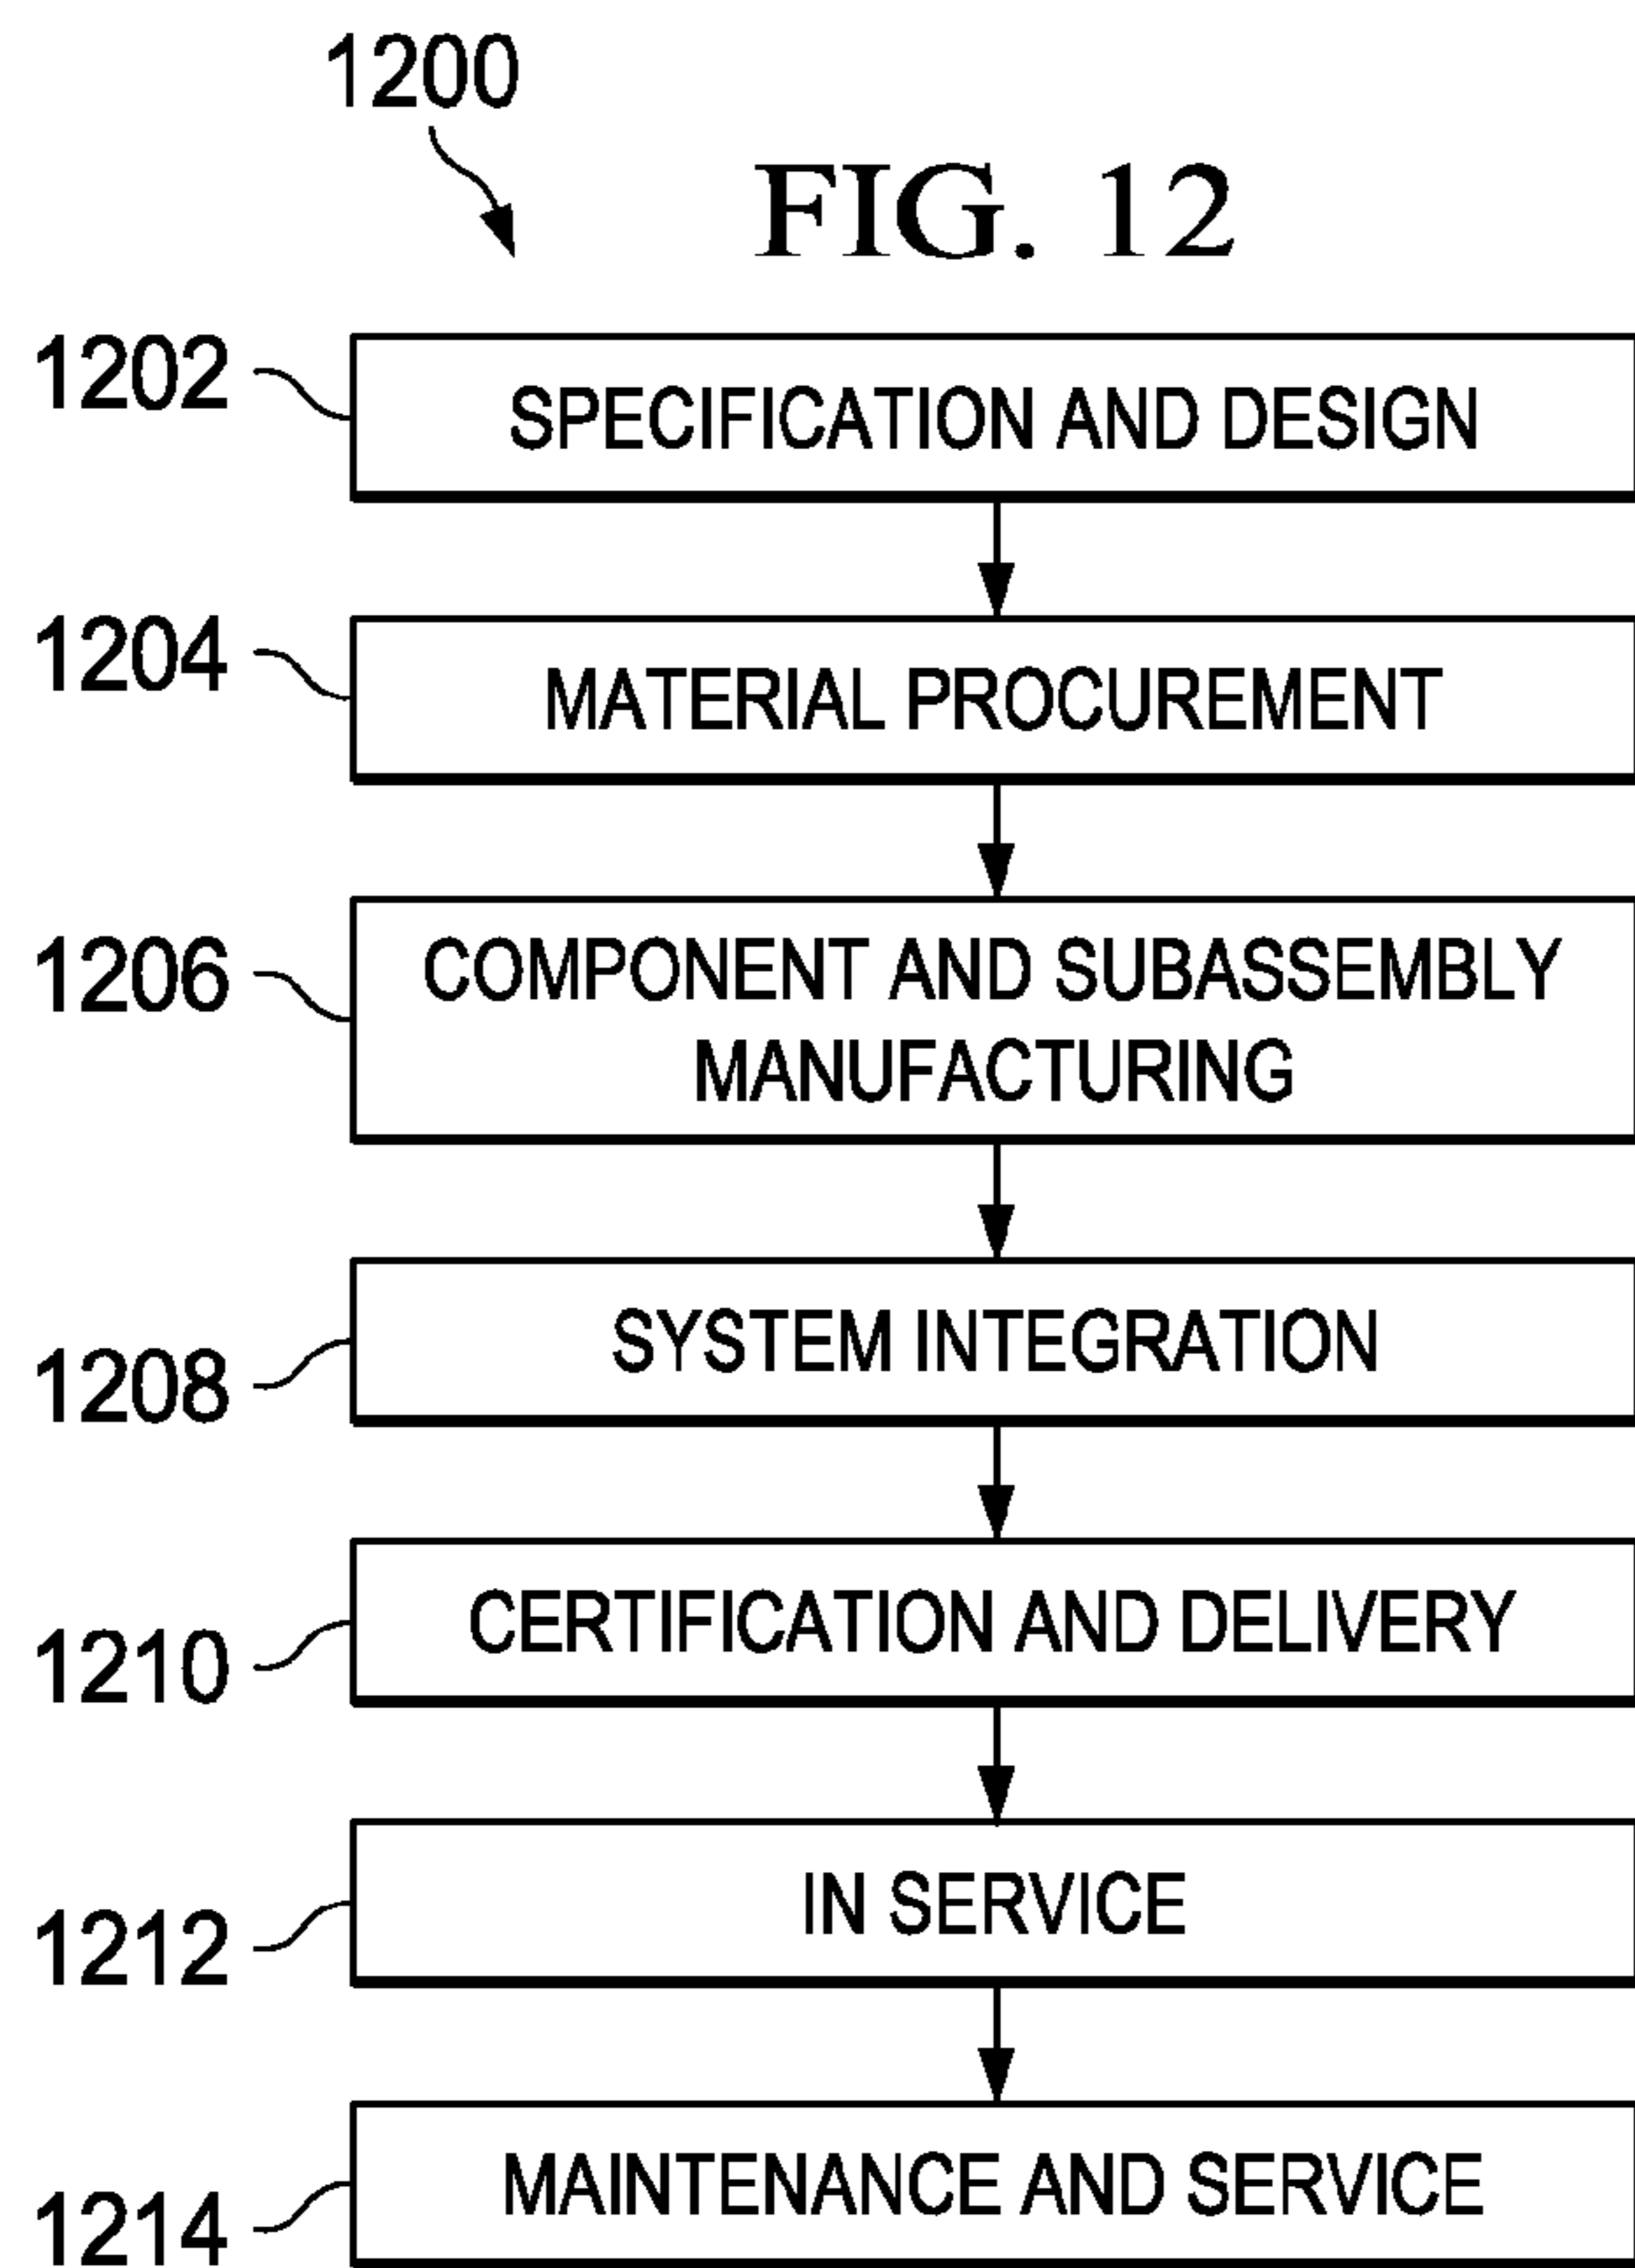 1200
FIG. 12
1202
SPECIFICATION AND DESIGN
1204
MATERIAL PROCUREMENT
1206
COMPONENT AND SUBASSEMBLY
MANUFACTURING
1208
SYSTEM INTEGRATION
1210
CERTIFICATION AND DELIVERY
1212
IN SERVICE
1214
MAINTENANCE AND SERVICE